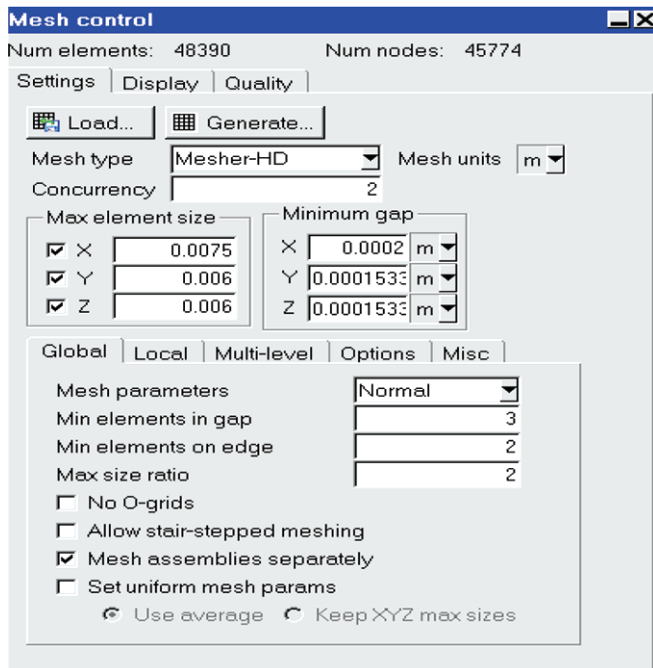 Mesh control
Num elements: 48390 Num nodes: 45774
Settings Display Quality
Load... Generate...
Mesh type Mesher-HD Mesh units m
Concurrency 2
Max element size Minimum gap
X 0.0075 X 0.0002 m
Y 0.006 Y 0.0001533 m
Z 0.006 Z 0.0001533 m
Global Local Multi-level Options Misc
Mesh parameters Normal
Min elements in gap 3
Min elements on edge 2
Max size ratio 2
No O-grids
Allow stair-stepped meshing
Mesh assemblies separately
Set uniform mesh params
Use average Keep XYZ max sizes